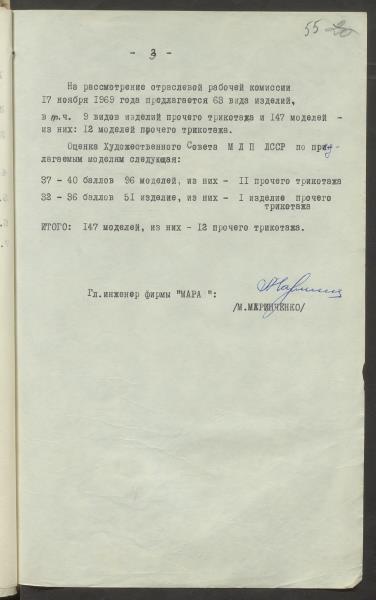 55 20
- 3 -
На рассмотрение отраслевой рабочей комиссии
17 ноября 1969 года предлагается 63 вида изделий,
в т.ч. 9 видов изделий прочего трикотажа и 147 моделей -
из них: 12 моделей прочего трикотажа.
Оценка Художественного Совета М Л П ЛССР по пред-
лагаемым моделям следующая:
37 - 40 баллов 96 моделей, из них - II прочего трикотажа
32 - 36 баллов 51 изделие, из них - I изделие прочего
трикотажа
ИТОГО: 147 моделей, из них - 12 прочего трикотажа.
Гл.инженер фирмы "МАРА ":
/М.МАРИНЧЕНКО/